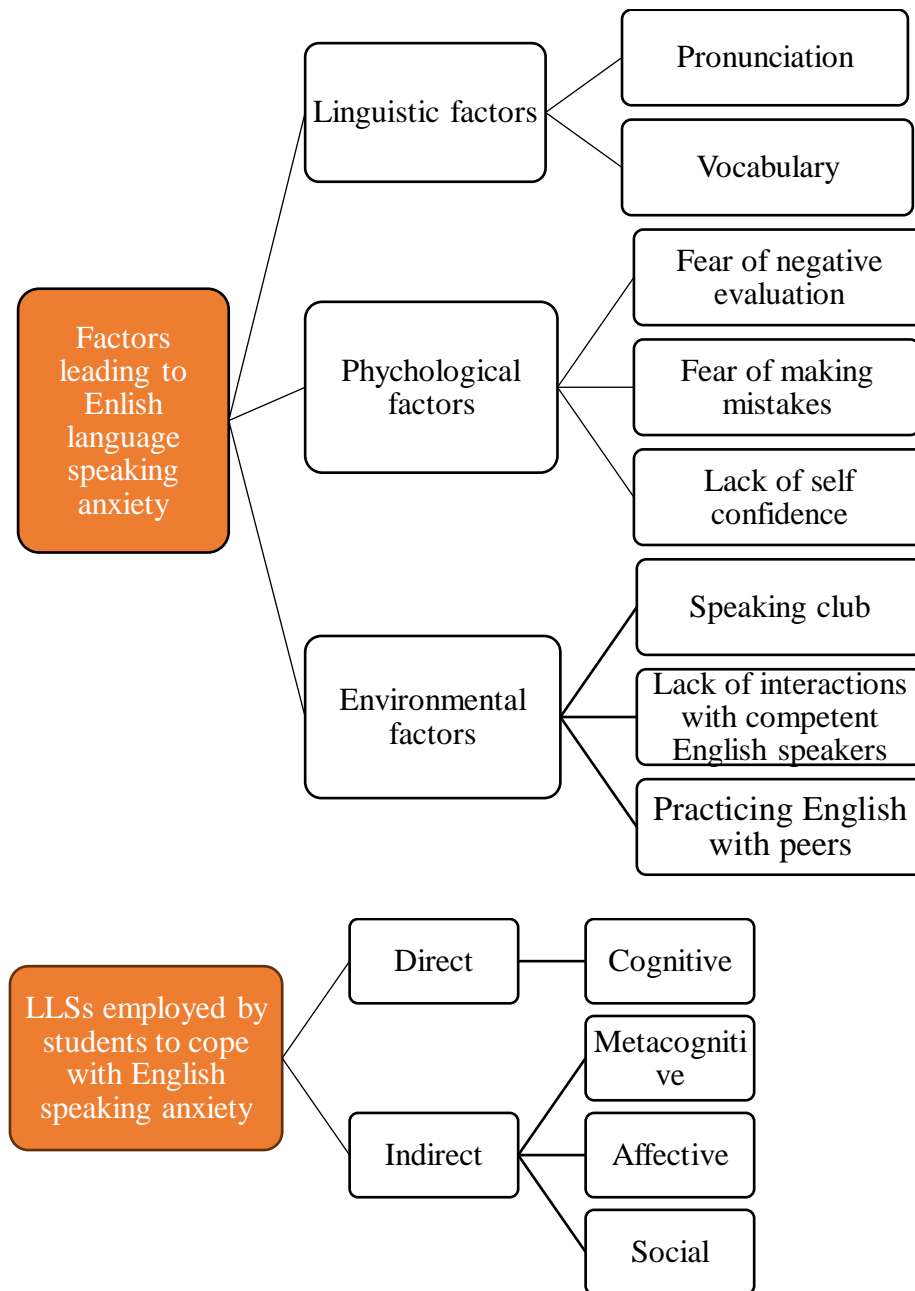 Factors
leading to
Enlish
language
speaking
anxiety
Linguistic factors
Pronunciation
Vocabulary
Phychological
factors
Fear of negative
evaluation
Fear of making
mistakes
Lack of self
confidence
Environmental
factors
Speaking club
Lack of interactions
with competent
English speakers
Practicing English
with peers
LLSs employed by
students to cope
with English
speaking anxiety
Direct
Cognitive
Indirect
Metacogniti
ve
Affective
Social